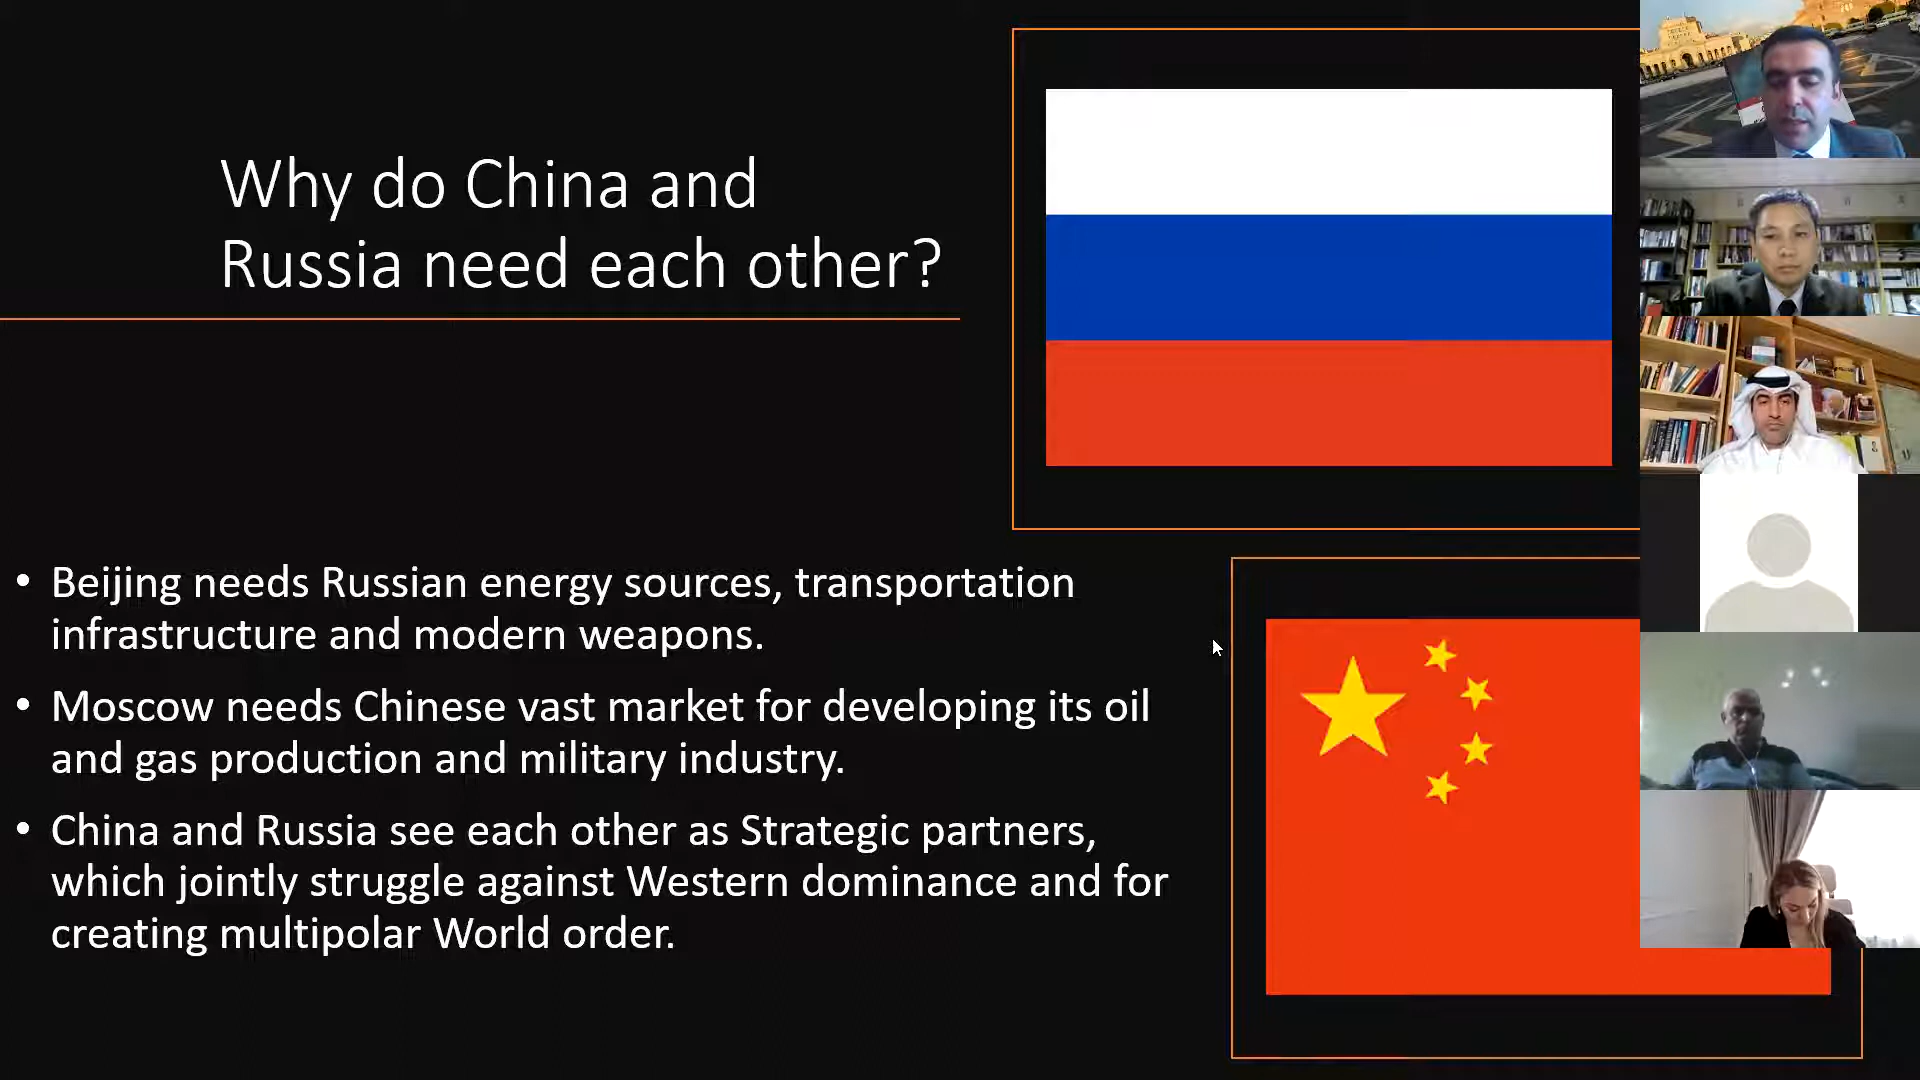 Why do China and
Russia need each other?
• Beijing needs Russian energy sources, transportation
infrastructure and modern weapons.
• Moscow needs Chinese vast market for developing its oil
and gas production and military industry.
• China and Russia see each other as Strategic partners,
which jointly struggle against Western dominance and for
creating multipolar World order.